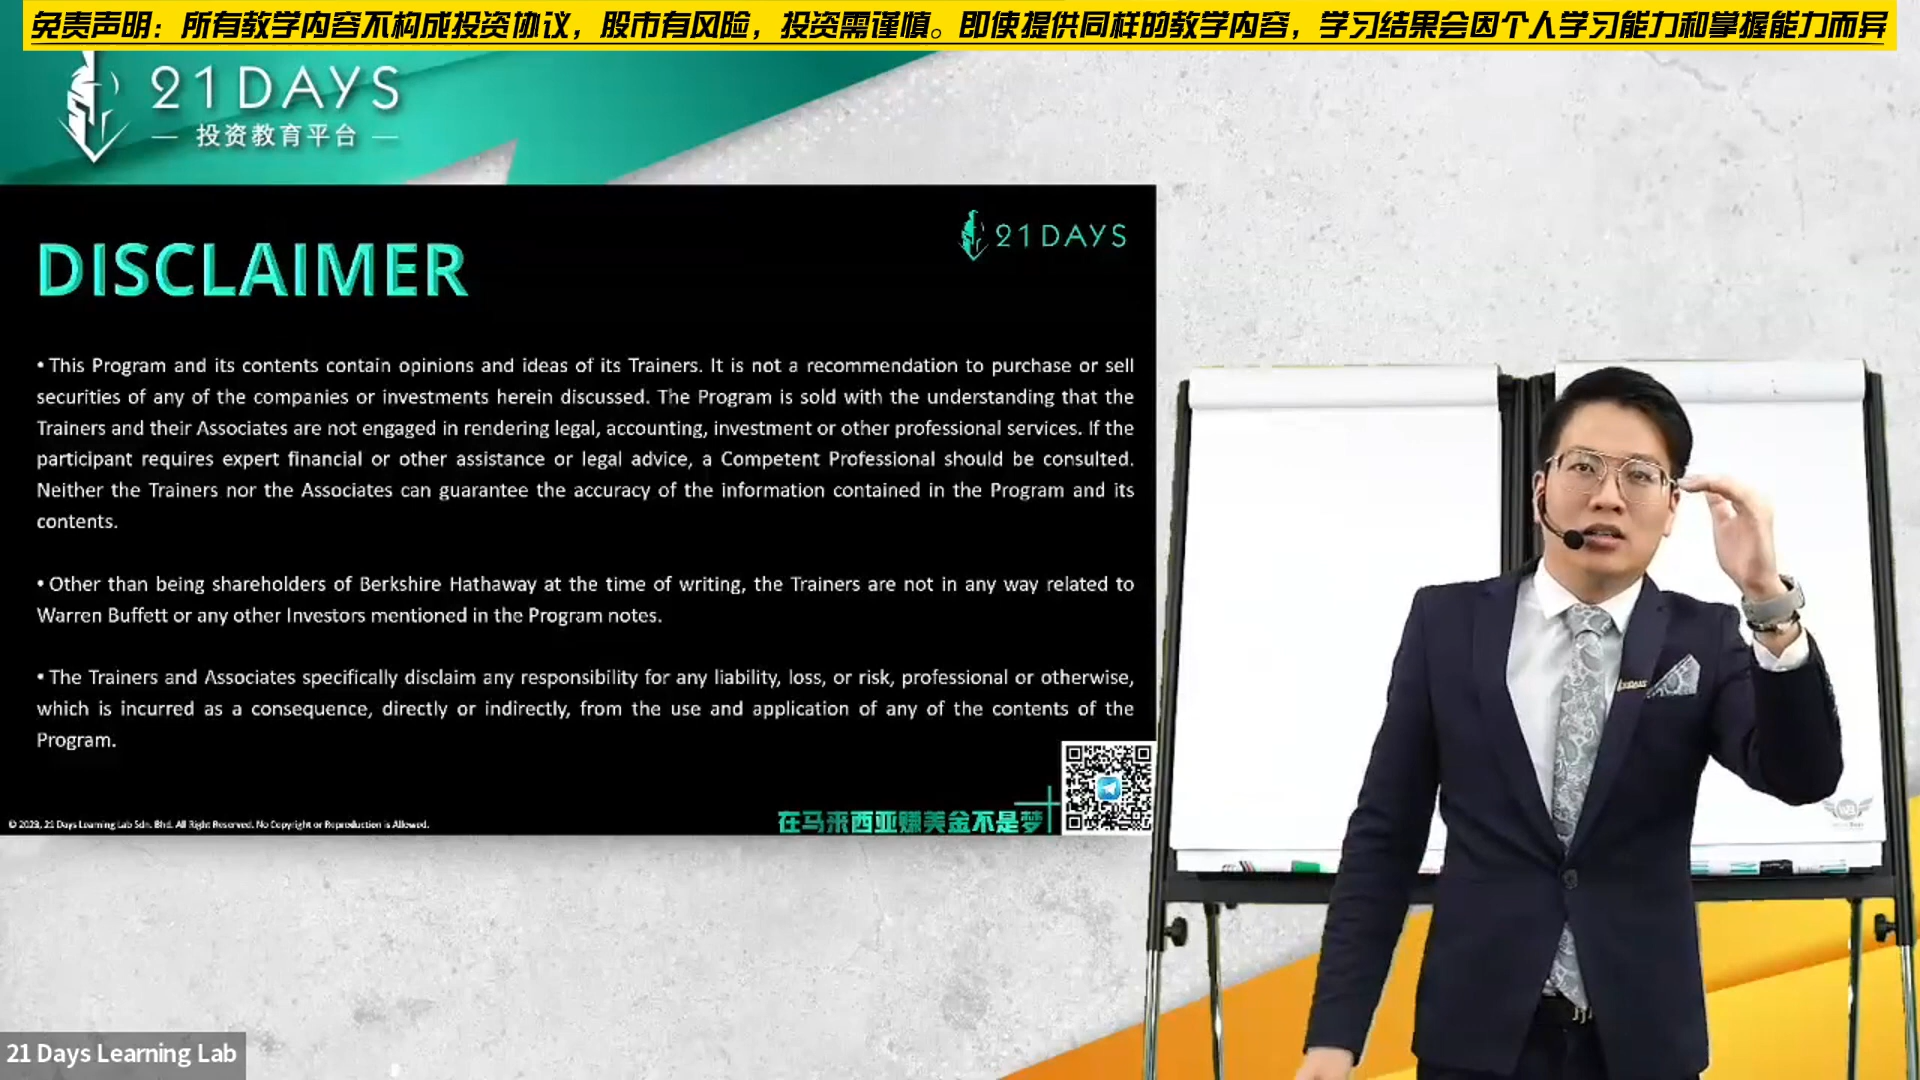 免责声明：所有教学内容不构成投资协议，股市有风险，投资需谨慎。即使提供同样的教学内容，学习结果会因个人学习能力和掌握能力而异
21DAYS
投资教育平台
21DAYS
DISCLAIMER
• This Program and its contents contain opinions and ideas of its Trainers. It is not a recommendation to purchase or sell
securities of any of the companies or investments herein discussed. The Program is sold with the understanding that the
Trainers and their Associates are not engaged in rendering legal, accounting, investment or other professional services. If the
participant requires expert financial or other assistance or legal advice, a Competent Professional should be consulted.
Neither the Trainers nor the Associates can guarantee the accuracy of the information contained in the Program and its
contents.
• Other than being shareholders of Berkshire Hathaway at the time of writing, the Trainers are not in any way related to
Warren Buffett or any other Investors mentioned in the Program notes.
• The Trainers and Associates specifically disclaim any responsibility for any liability, loss, or risk, professional or otherwise,
which is incurred as a consequence, directly or indirectly, from the use and application of any of the contents of the
Program.
© 2023, 21 Days Learning Lab Sdn. Bhd. All Right Reserved. No Copyright or Reproduction is Allowed.
在马来西亚赚美金不是梦
21 Days Learning Lab